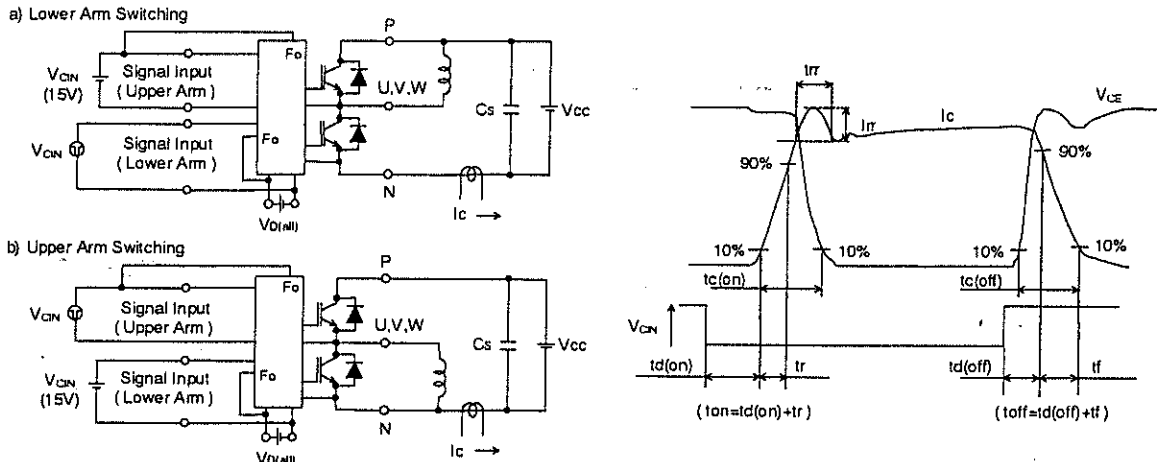 a) Lower Arm Switching
P
Fo
VCIN
(15V)
Signal Input
( Upper Arm )
U,V,W
Cs
Vcc
VCIN
Signal Input
( Lower Arm )
Fo
N
VD(all)
Ic
b) Upper Arm Switching
P
Fo
VCIN
Signal Input
( Upper Arm )
U,V,W
Cs
Vcc
VCIN
(15V)
Signal Input
( Lower Arm )
Fo
N
VD(all)
Ic
trr
Irr
Ic
VCE
90%
90%
10%
10%
10%
10%
tc(on)
tc(off)
VCIN
td(on)
tr
td(off)
tf
( ton=td(on)+tr)
( toff=td(off)+tf)